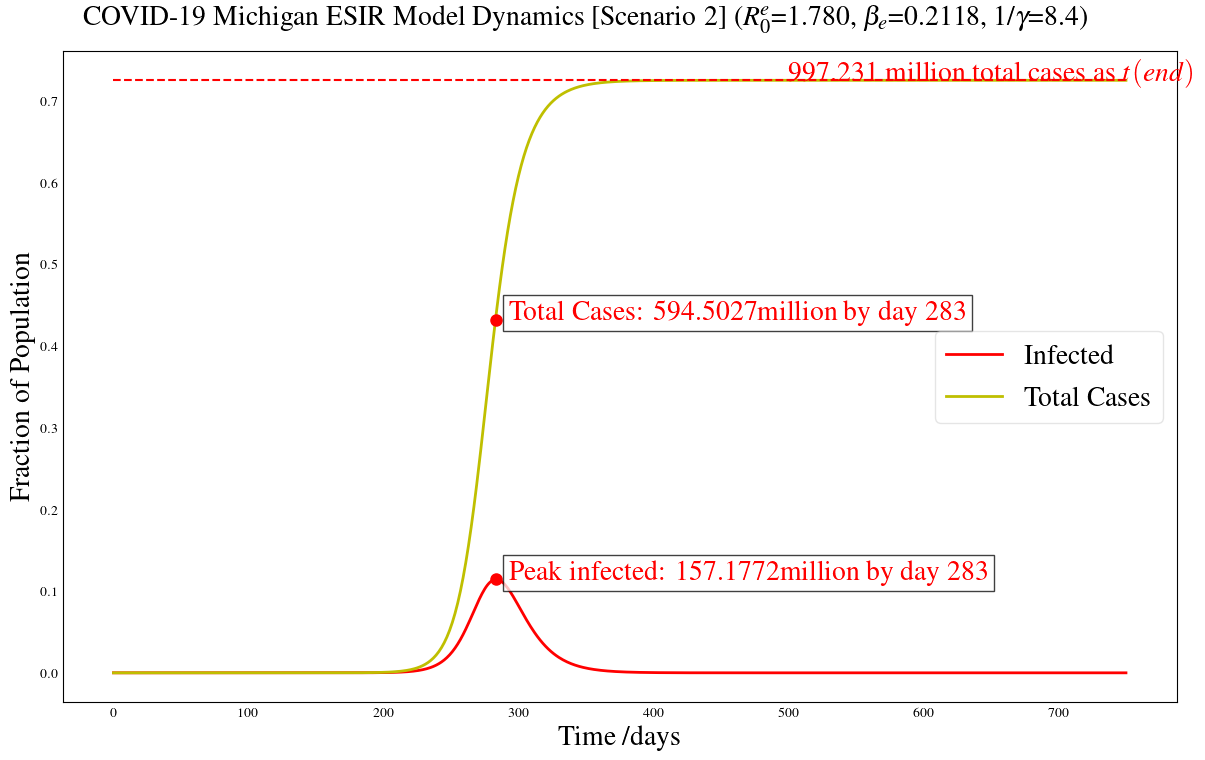 COVID-19 Michigan ESIR Model Dynamics [Scenario 2] ($R_0^e$=1.780, $\beta_e$=0.2118, 1/$\gamma$=8.4)
997.231 million total cases as t(end)
0.7
0.6
0.5
Total Cases: 594.5027million by day 283
0.4
Infected
Total Cases
0.3
0.2
Peak infected: 157.1772million by day 283
0.1
0.0
Fraction of Population
0 100 200 300 400 500 600 700
Time /days